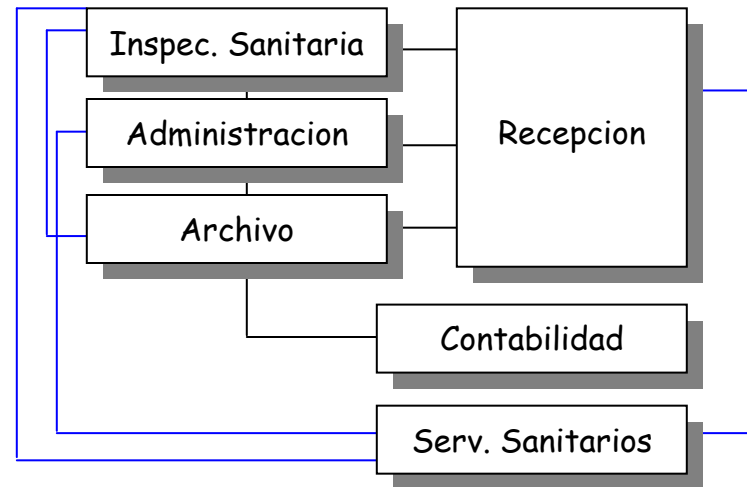 Inspec. Sanitaria
Administracion
Recepcion
Archivo
Contabilidad
Serv. Sanitarios